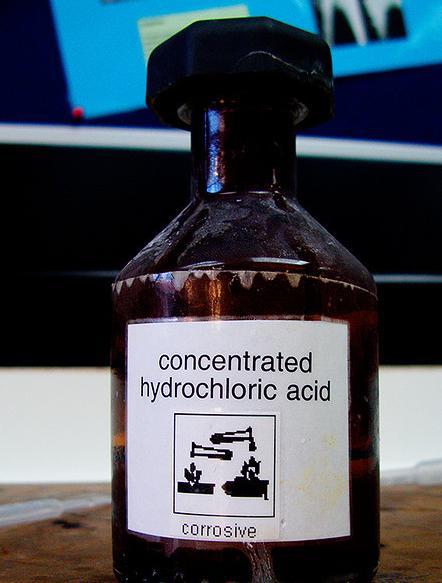 concentrated
hydrochloric acid
corrosive